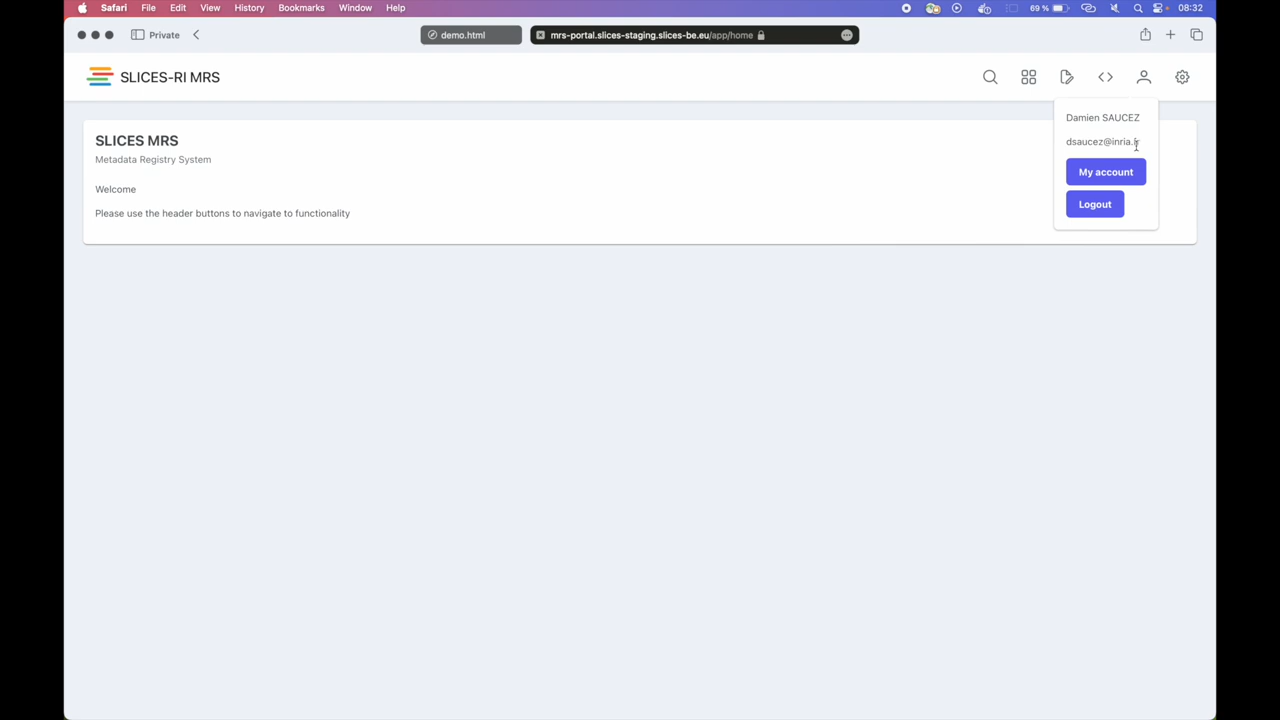 Safari File Edit View History Bookmarks Window Help 69 % 08:32
Private demo.html mrs-portal.slices-staging.slices-be.eu/app/home
SLICES-RI MRS
Damien SAUCEZ
dsaucez@inria.fr
My account
Logout
SLICES MRS
Metadata Registry System
Welcome
Please use the header buttons to navigate to functionality